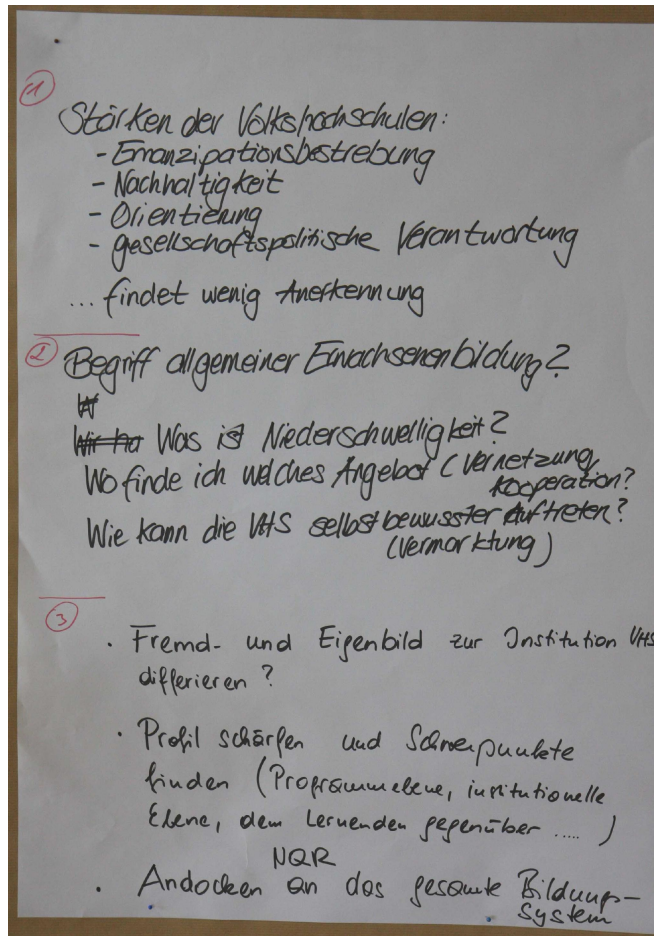 1
Stärken der Volkshochschulen:
- Emanzipationsbestrebung
- Nachhaltigkeit
- Orientierung
- gesellschaftspolitische Verantwortung
... findet wenig Anerkennung
2
Begriff allgemeiner Erwachsenenbildung?
W
Wir ha Was ist Niederschwelligkeit?
Wo finde ich welches Angebot (Vernetzung,
Kooperation?
Wie kann die VHS selbstbewusster Auftreten?
(Vermarktung)
3
· Fremd- und Eigenbild zur Institution VHS
differieren?
· Profil schärfen und Schwerpunkte
finden (Programmebene, institutionelle
Ebene, dem Lernenden gegenüber ..... )
NQR
· Andocken an das gesamte Bildungs-
system